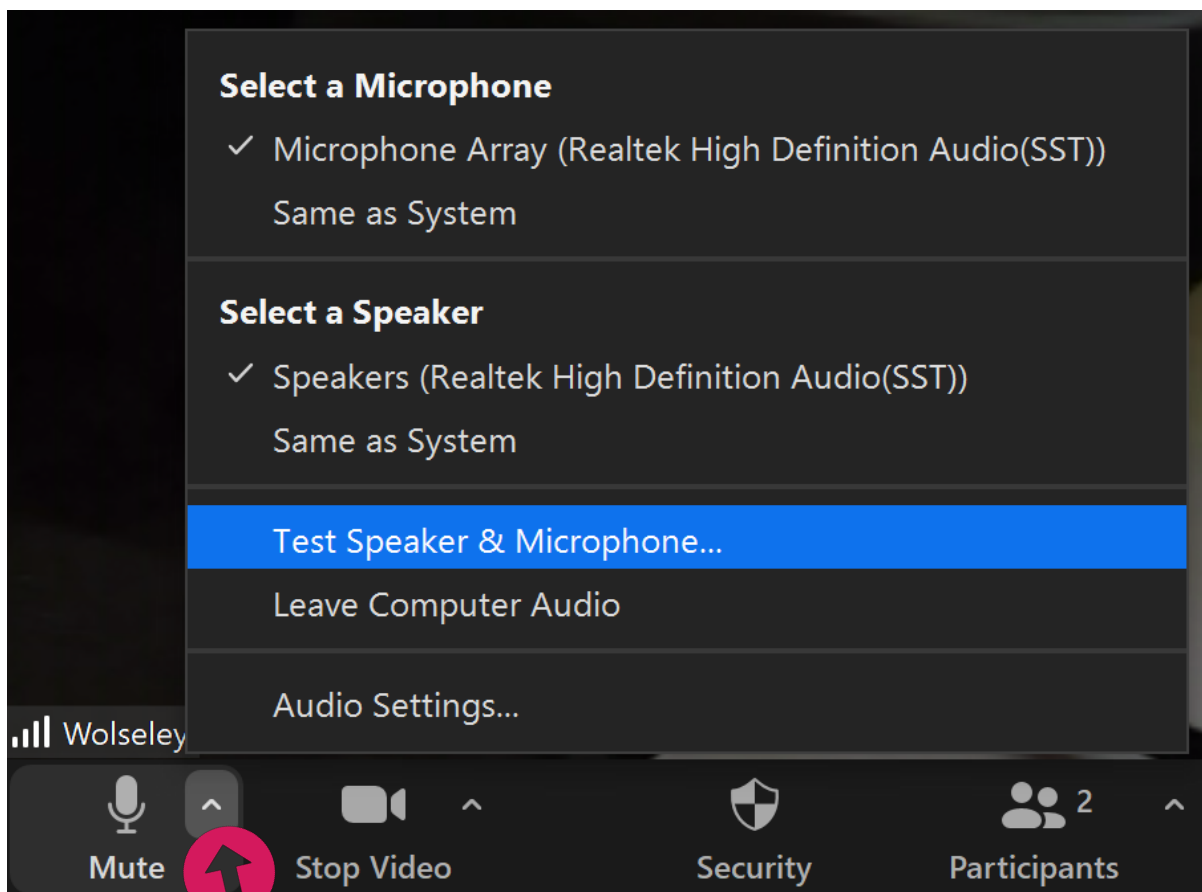 Select a Microphone
Microphone Array (Realtek High Definition Audio(SST))
Same as System
Select a Speaker
Speakers (Realtek High Definition Audio(SST))
Same as System
Test Speaker & Microphone...
Leave Computer Audio
Audio Settings...
Wolseley
2
Mute Stop Video Security Participants